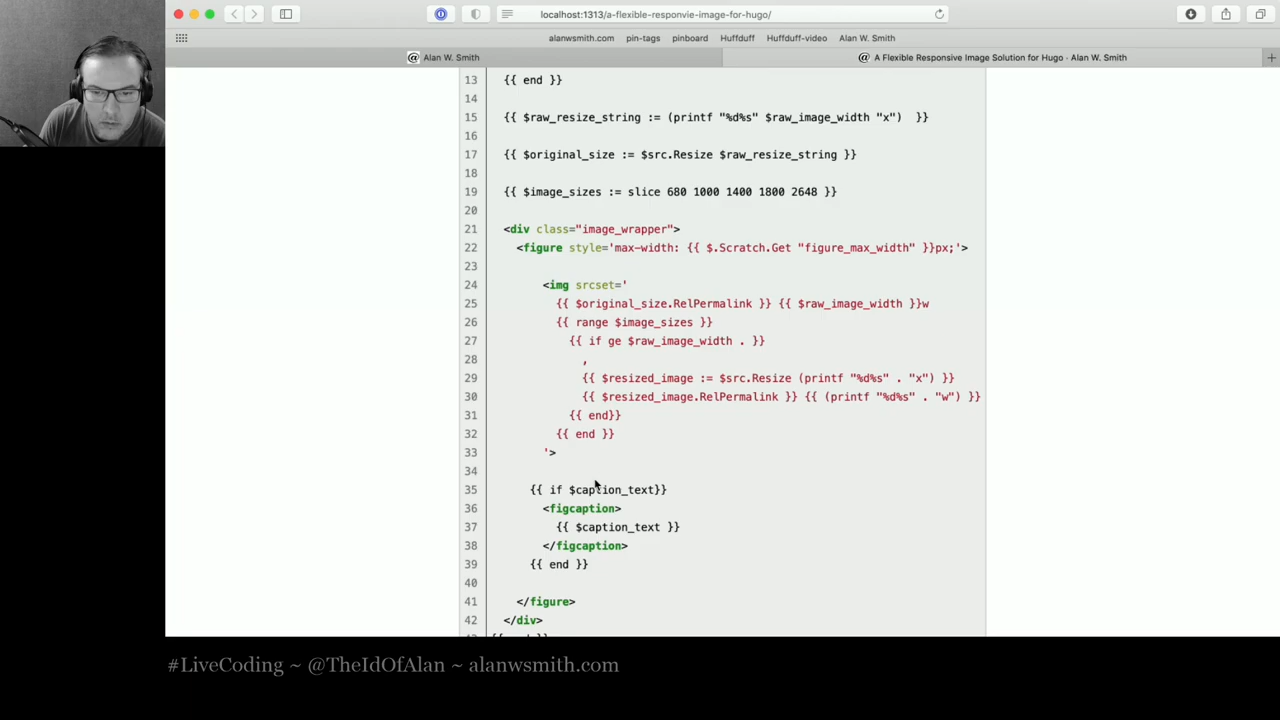 localhost:1313/a-flexible-responvie-image-for-hugo/
alanwsmith.com pin-tags pinboard Huffduff Huffduff-video Alan W. Smith
@ Alan W. Smith @ A Flexible Responsive Image Solution for Hugo - Alan W. Smith
13 {{ end }}
14
15 {{ $raw_resize_string := (printf "%d%s" $raw_image_width "x")  }}
16
17 {{ $original_size := $src.Resize $raw_resize_string }}
18
19 {{ $image_sizes := slice 680 1000 1400 1800 2648 }}
20
21 <div class="image_wrapper">
22 <figure style='max-width: {{ $.Scratch.Get "figure_max_width" }}px;'>
23
24 <img srcset='
25 {{ $original_size.RelPermalink }} {{ $raw_image_width }}w
26 {{ range $image_sizes }}
27 {{ if ge $raw_image_width . }}
28 ,
29 {{ $resized_image := $src.Resize (printf "%d%s" . "x") }}
30 {{ $resized_image.RelPermalink }} {{ (printf "%d%s" . "w") }}
31 {{ end}}
32 {{ end }}
33 '>
34
35 {{ if $caption_text}}
36 <figcaption>
37 {{ $caption_text }}
38 </figcaption>
39 {{ end }}
40
41 </figure>
42 </div>
#LiveCoding ~ @TheIdOfAlan ~ alanwsmith.com